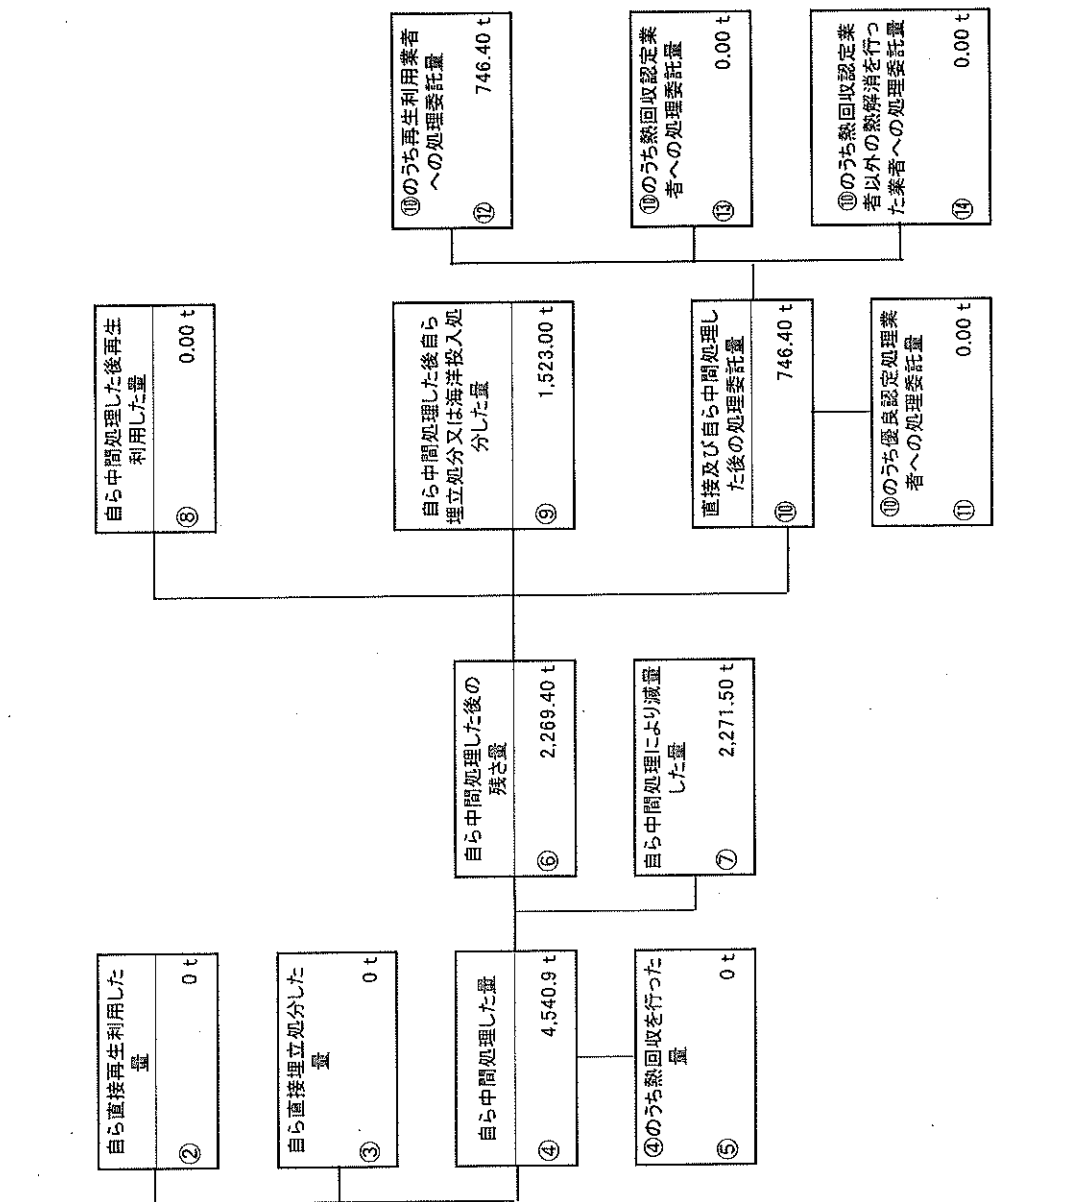 自ら直接再生利用した
量
② 0 t
自ら直接埋立処分した
量
③ 0 t
自ら中間処理した量
④ 4,540.9 t
④のうち熱回収を行った
量
⑤ 0 t
自ら中間処理した後の
残さ量
⑥ 2,269.40 t
自ら中間処理により減量
した量
⑦ 2,271.50 t
自ら中間処理した後再生
利用した量
⑧ 0.00 t
自ら中間処理した後自ら
埋立処分又は海洋投入処
分した量
⑨ 1,523.00 t
直接及び自ら中間処理し
た後の処理委託量
⑩ 746.40 t
⑩のうち優良認定処理業
者への処理委託量
⑪ 0.00 t
⑩のうち再生利用業者
への処理委託量
⑫ 746.40 t
⑩のうち熱回収認定業
者への処理委託量
⑬ 0.00 t
⑩のうち熱回収認定業
者以外の熱解消を行っ
た業者への処理委託量
⑭ 0.00 t